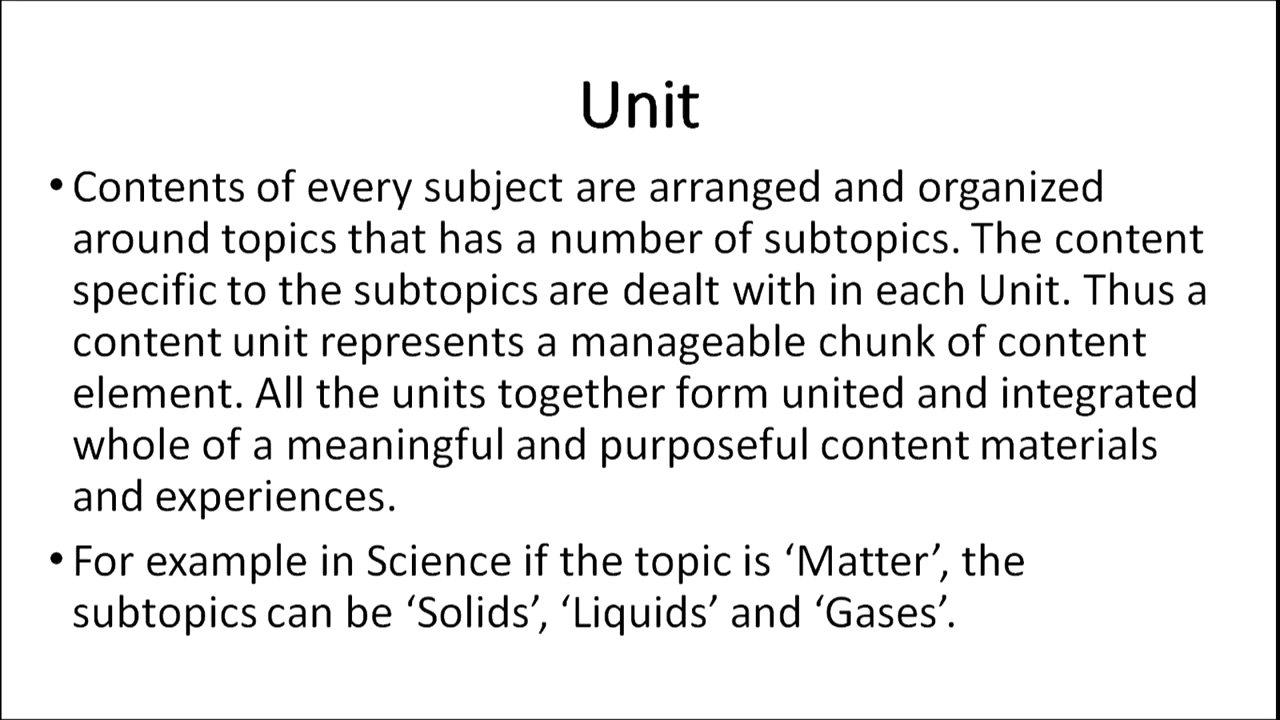 Unit
• Contents of every subject are arranged and organized
around topics that has a number of subtopics. The content
specific to the subtopics are dealt with in each Unit. Thus a
content unit represents a manageable chunk of content
element. All the units together form united and integrated
whole of a meaningful and purposeful content materials
and experiences.
• For example in Science if the topic is ‘Matter’, the
subtopics can be ‘Solids’, ‘Liquids’ and ‘Gases’.